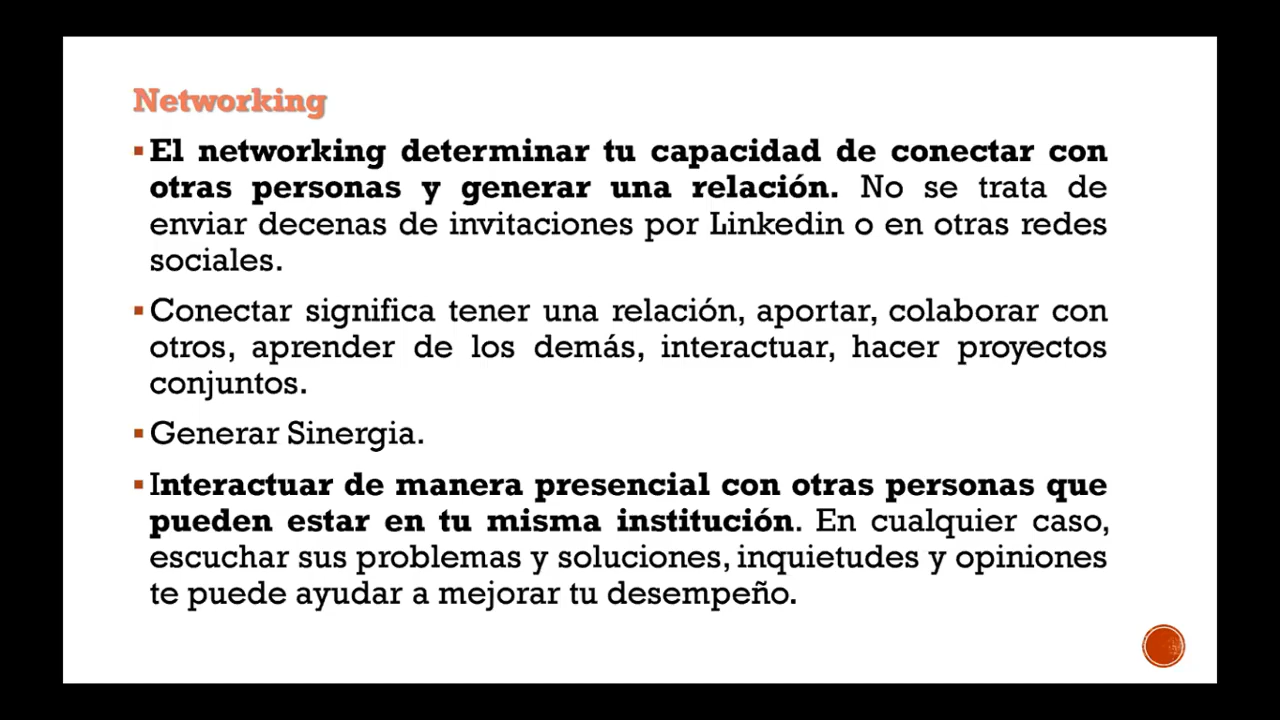 Networking
▪El networking determinar tu capacidad de conectar con
otras personas y generar una relación. No se trata de
enviar decenas de invitaciones por Linkedin o en otras redes
sociales.
▪Conectar significa tener una relación, aportar, colaborar con
otros, aprender de los demás, interactuar, hacer proyectos
conjuntos.
▪Generar Sinergia.
▪Interactuar de manera presencial con otras personas que
pueden estar en tu misma institución. En cualquier caso,
escuchar sus problemas y soluciones, inquietudes y opiniones
te puede ayudar a mejorar tu desempeño.